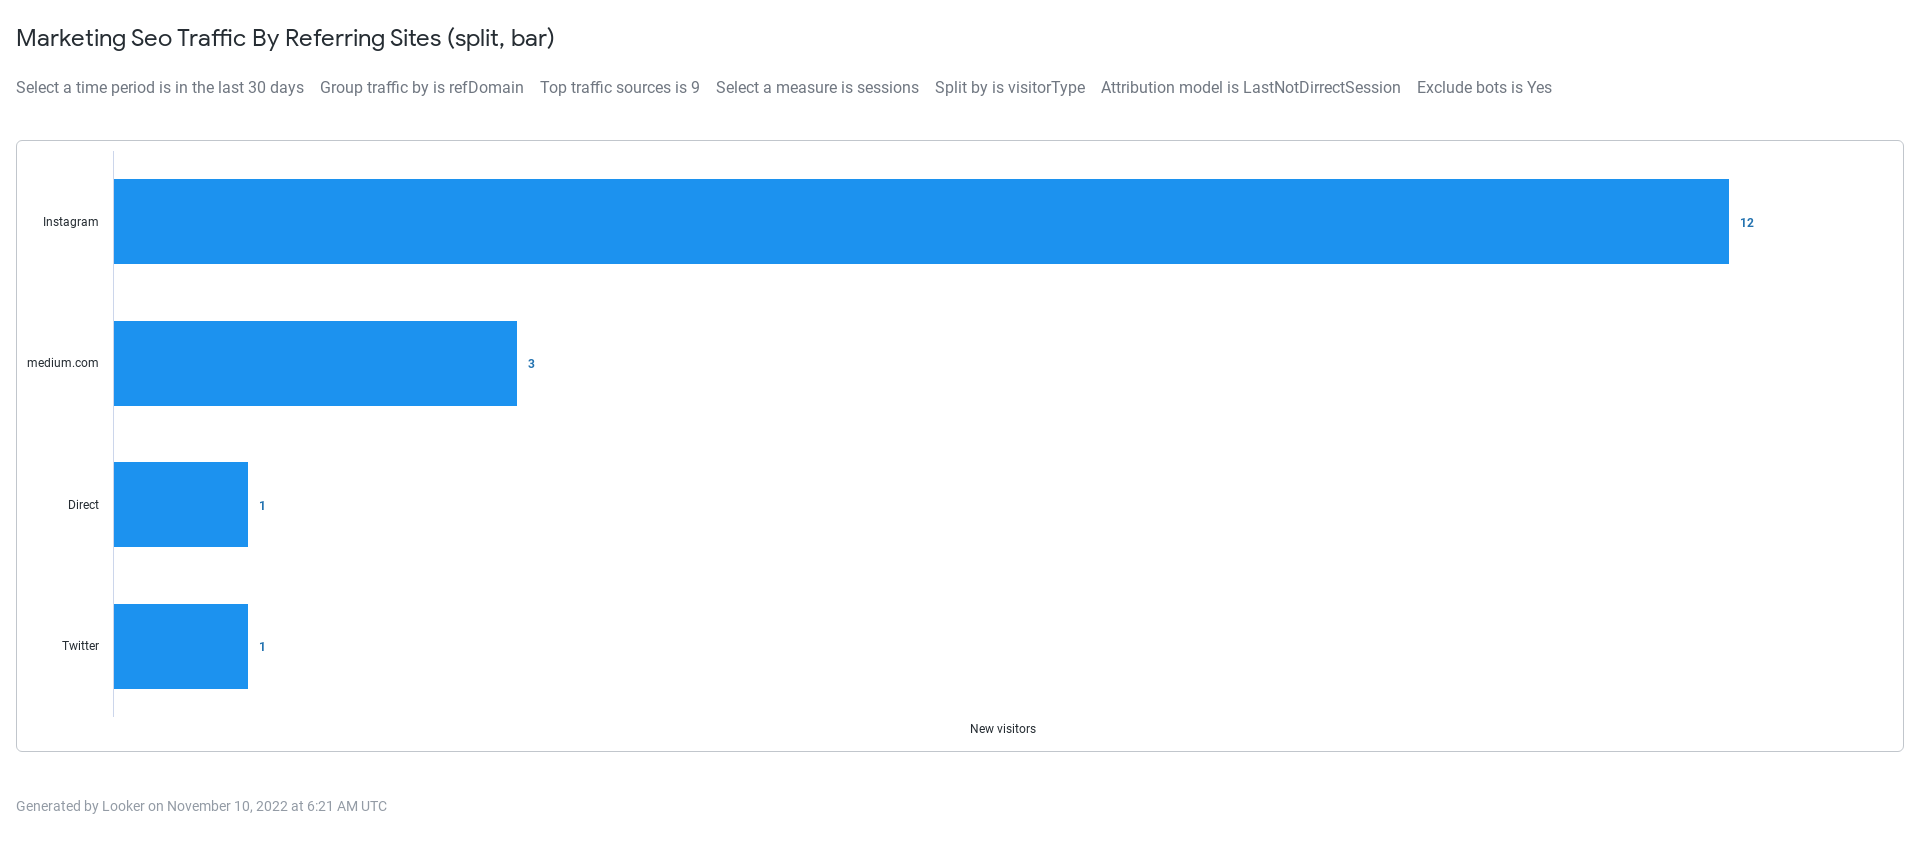 Marketing Seo Traffic By Referring Sites (split, bar)
Select a time period is in the last 30 days Group traffic by is refDomain Top traffic sources is 9 Select a measure is sessions Split by is visitorType Attribution model is LastNotDirrectSession Exclude bots is Yes
Instagram 12
medium.com 3
Direct 1
Twitter 1
New visitors
Generated by Looker on November 10, 2022 at 6:21 AM UTC